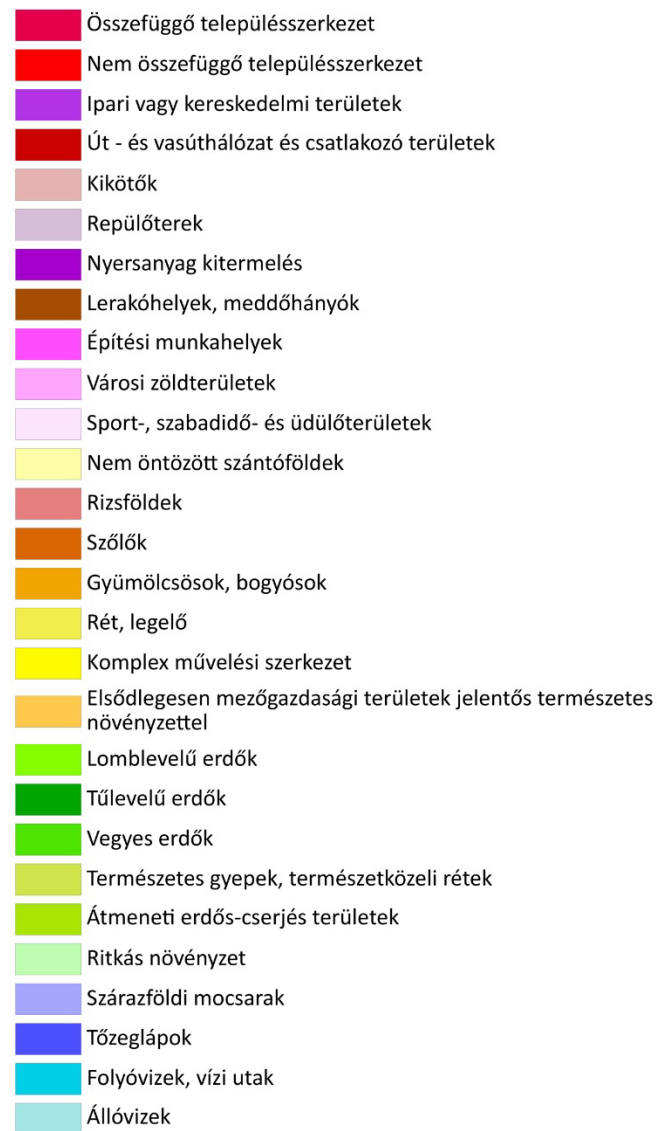 Összefüggő településszerkezet
Nem összefüggő településszerkezet
Ipari vagy kereskedelmi területek
Út - és vasúthálózat és csatlakozó területek
Kikötők
Repülőterek
Nyersanyag kitermelés
Lerakóhelyek, meddőhányók
Építési munkahelyek
Városi zöldterületek
Sport-, szabadidő- és üdülőterületek
Nem öntözött szántóföldek
Rizsföldek
Szőlők
Gyümölcsösok, bogyósok
Rét, legelő
Komplex művelési szerkezet
Elsődlegesen mezőgazdasági területek jelentős természetes
növényzettel
Lomblevelű erdők
Tűlevelű erdők
Vegyes erdők
Természetes gyepek, természetközeli rétek
Átmeneti erdős-cserjés területek
Ritkás növényzet
Szárazföldi mocsarak
Tőzeglápok
Folyóvizek, vízi utak
Állóvizek